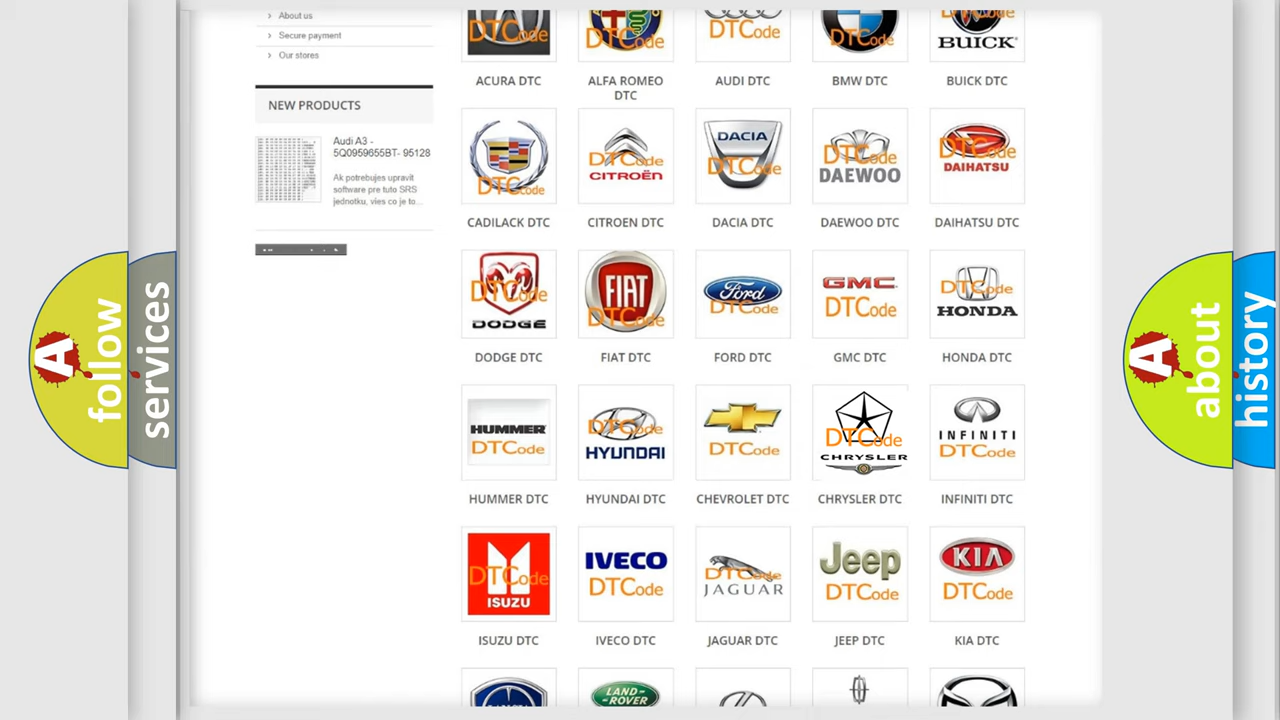 About us
Secure payment
Our stores
NEW PRODUCTS
Audi A3 -
5Q0959655BT- 95128
Ak potrebujes upravit
software pre tuto SRS
jednotku, vies co je to...
DTCode DTCode DTCode DTCode BUICK
ACURA DTC ALFA ROMEO DTC AUDI DTC BMW DTC BUICK DTC
DTCode DTCode CITROËN DACIA DTCode DTCode DAEWOO DTCode DAIHATSU
CADILACK DTC CITROEN DTC DACIA DTC DAEWOO DTC DAIHATSU DTC
DTCode DODGE FIAT DTCode Ford DTCode GMC DTCode DTCode HONDA
DODGE DTC FIAT DTC FORD DTC GMC DTC HONDA DTC
HUMMER DTCode DTCode HYUNDAI DTCode DTCode CHRYSLER INFINITI DTCode
HUMMER DTC HYUNDAI DTC CHEVROLET DTC CHRYSLER DTC INFINITI DTC
DTCode ISUZU IVECO DTCode DTCode JAGUAR Jeep DTCode KIA DTCode
ISUZU DTC IVECO DTC JAGUAR DTC JEEP DTC KIA DTC
LAND-
ROVER
A follow
services
A about
history